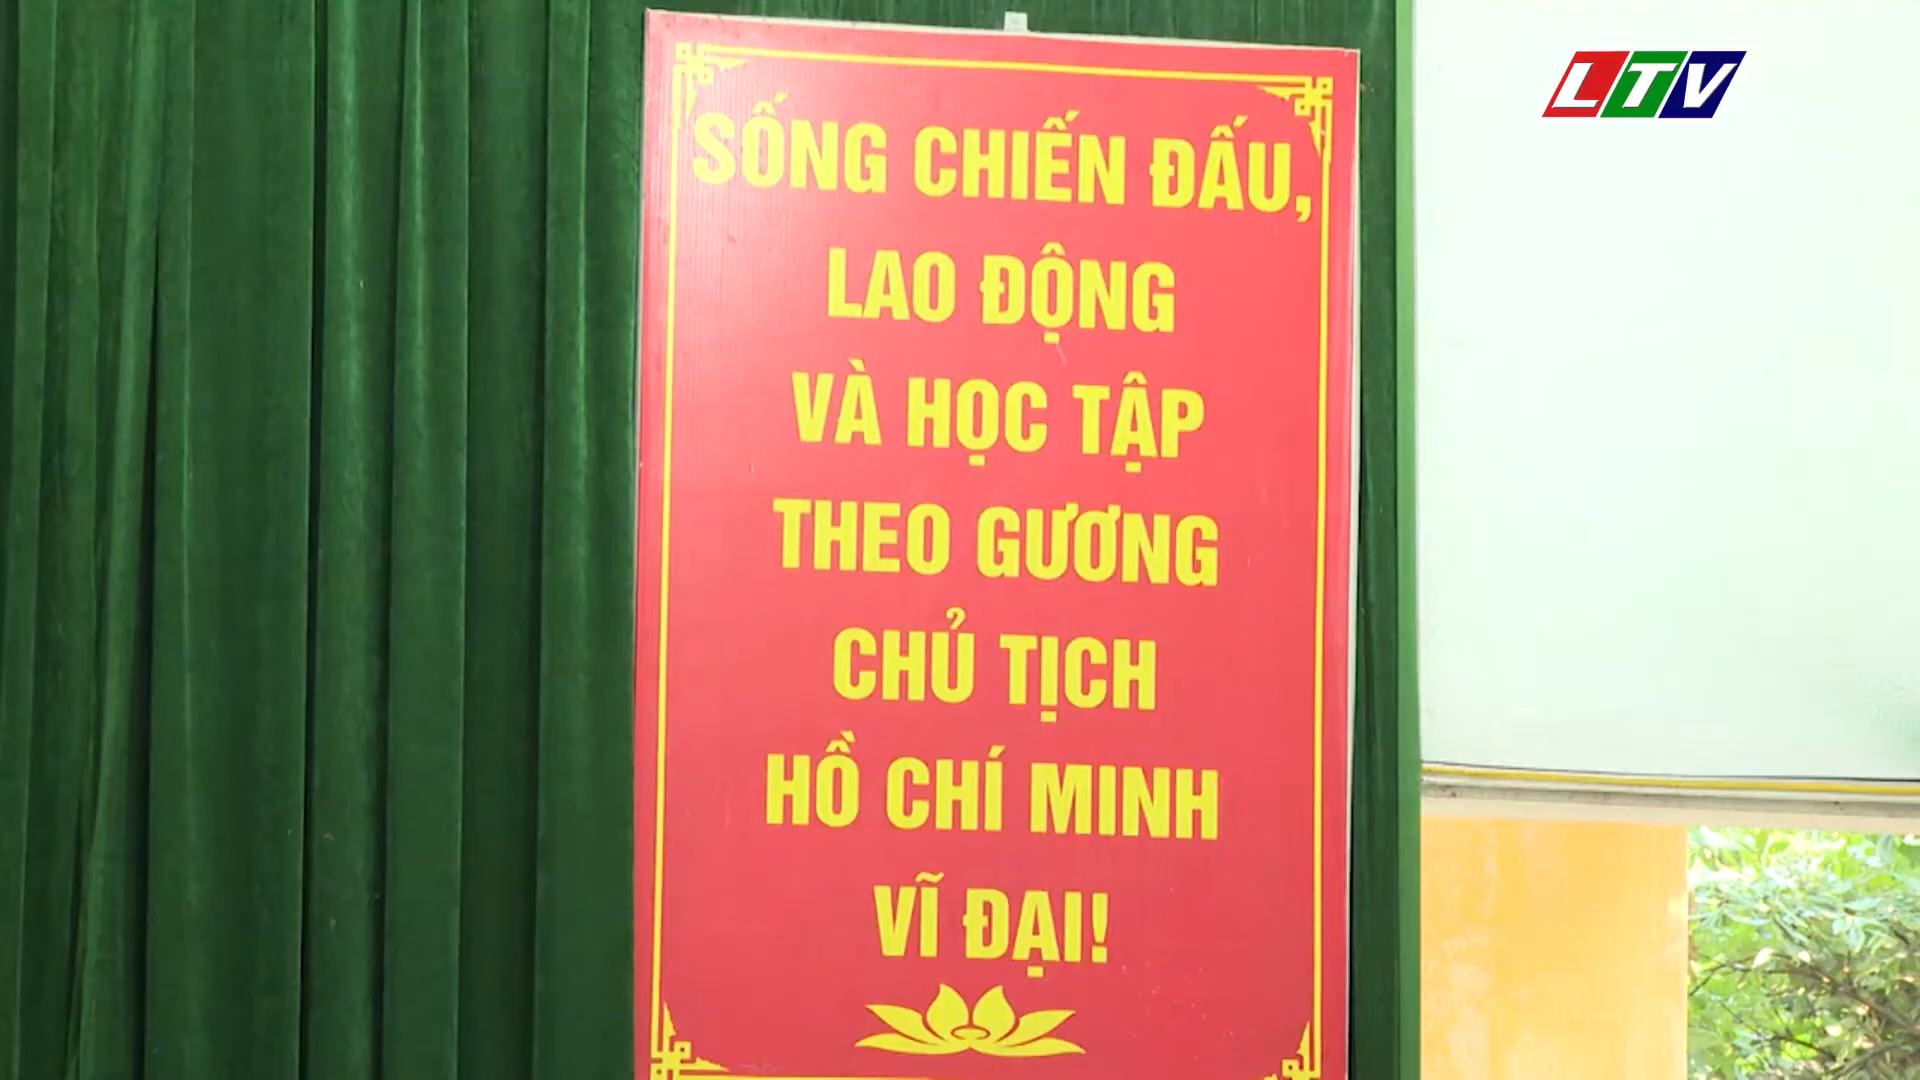 LTV
SỐNG CHIẾN ĐẤU,
LAO ĐỘNG
VÀ HỌC TẬP
THEO GƯƠNG
CHỦ TỊCH
HỒ CHÍ MINH
VĨ ĐẠI!